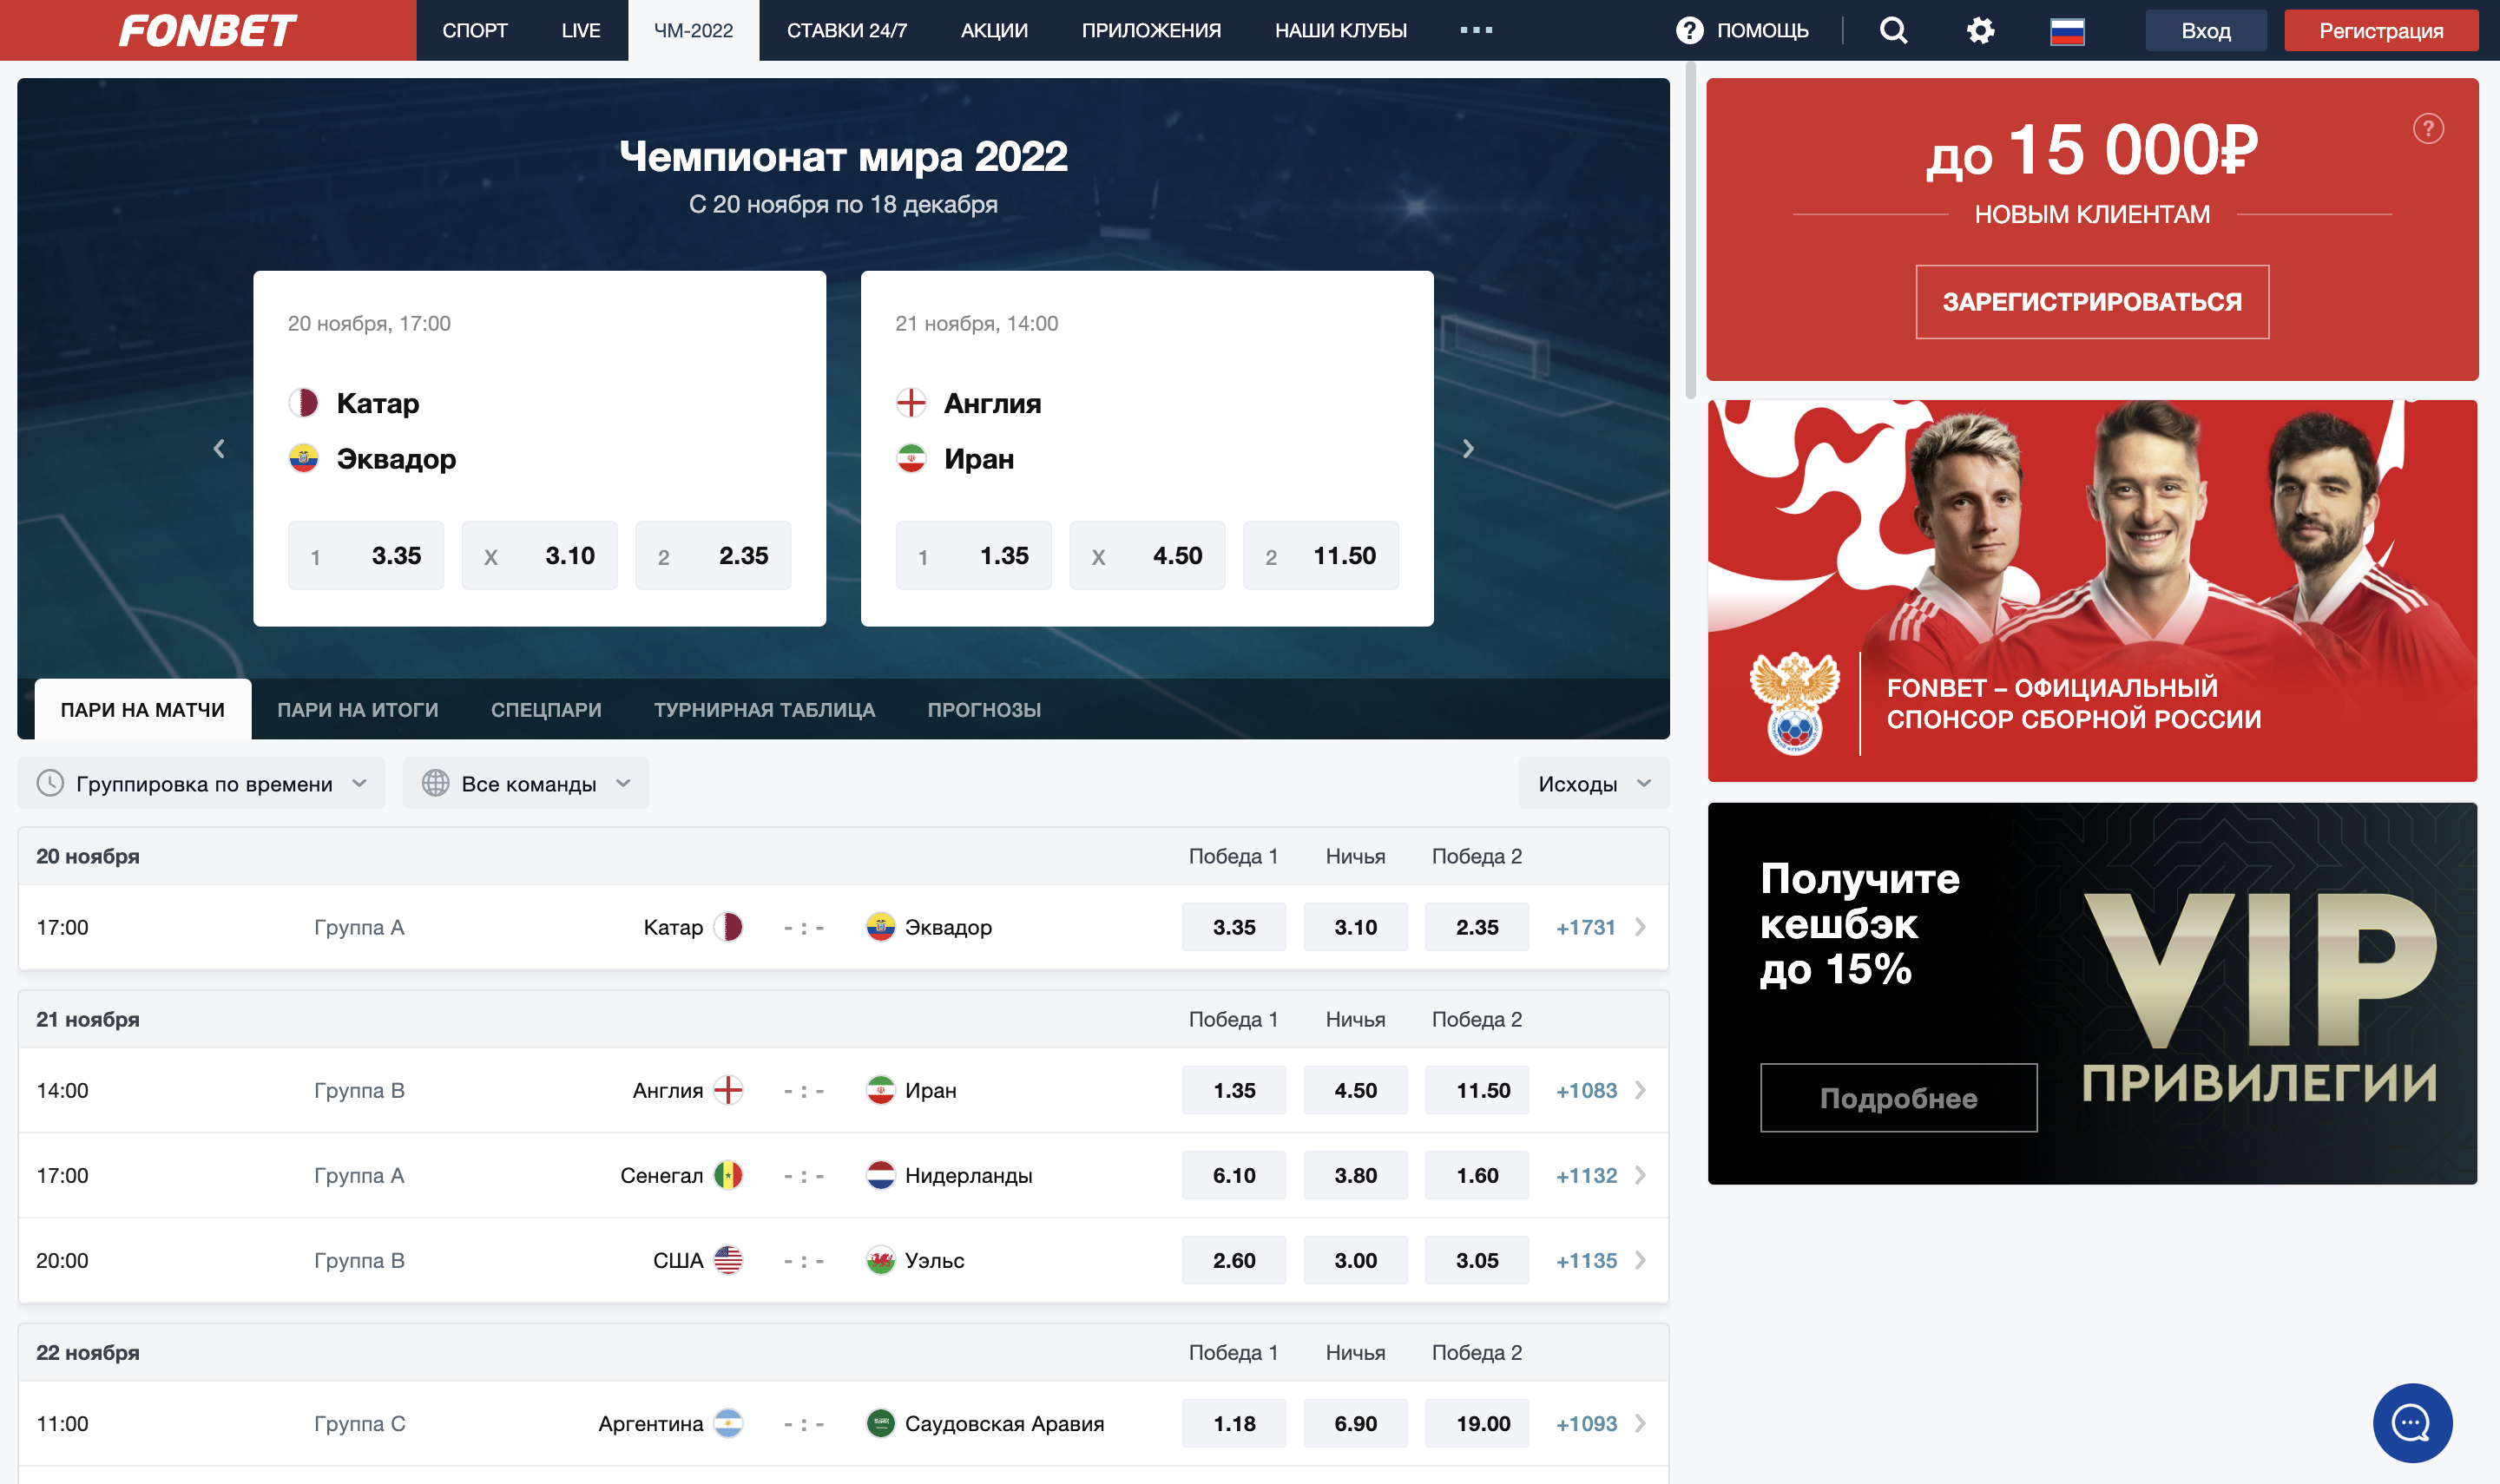 FONBET
СПОРТ
LIVE
ЧМ-2022
СТАВКИ 24/7
АКЦИИ
ПРИЛОЖЕНИЯ
НАШИ КЛУБЫ
ПОМОЩЬ
Вход
Регистрация
Чемпионат мира 2022
С 20 ноября по 18 декабря
20 ноября, 17:00
Катар
Эквадор
1 3.35 X 3.10 2 2.35
21 ноября, 14:00
Англия
Иран
1 1.35 X 4.50 2 11.50
ПАРИ НА МАТЧИ
ПАРИ НА ИТОГИ
СПЕЦПАРИ
ТУРНИРНАЯ ТАБЛИЦА
ПРОГНОЗЫ
Группировка по времени
Все команды
Исходы
20 ноября Победа 1 Ничья Победа 2
17:00 Группа A Катар - : - Эквадор 3.35 3.10 2.35 +1731
21 ноября Победа 1 Ничья Победа 2
14:00 Группа B Англия - : - Иран 1.35 4.50 11.50 +1083
17:00 Группа A Сенегал - : - Нидерланды 6.10 3.80 1.60 +1132
20:00 Группа B США - : - Уэльс 2.60 3.00 3.05 +1135
22 ноября Победа 1 Ничья Победа 2
11:00 Группа C Аргентина - : - Саудовская Аравия 1.18 6.90 19.00 +1093
до 15 000₽
НОВЫМ КЛИЕНТАМ
ЗАРЕГИСТРИРОВАТЬСЯ
FONBET – ОФИЦИАЛЬНЫЙ
СПОНСОР СБОРНОЙ РОССИИ
Получите
кешбэк
до 15%
Подробнее
VIP
ПРИВИЛЕГИИ